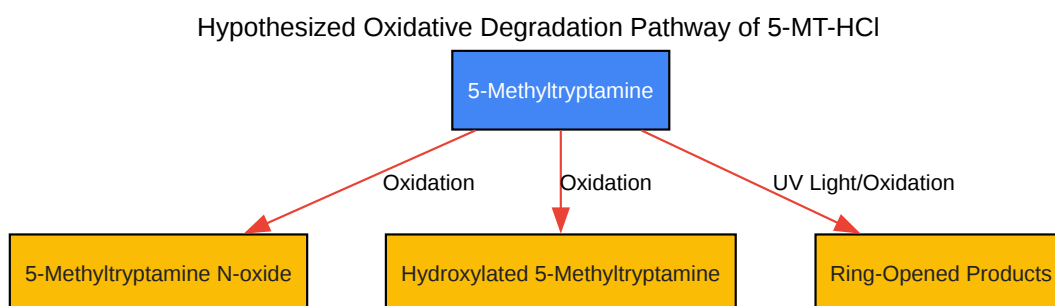 Hypothesized Oxidative Degradation Pathway of 5-MT-HCl
5-Methyltryptamine
Oxidation
Oxidation
UV Light/Oxidation
5-Methyltryptamine N-oxide
Hydroxylated 5-Methyltryptamine
Ring-Opened Products